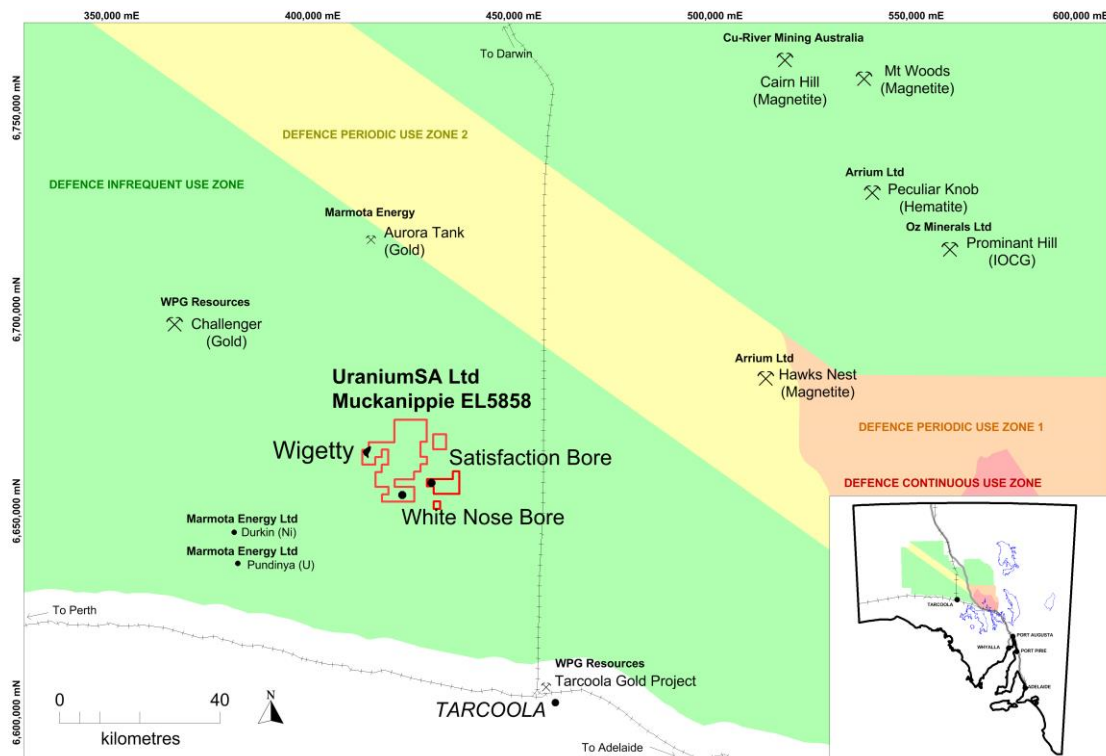 350,000 mE
400,000 mE
450,000 mE
500,000 mE
550,000 mE
600,000 mE
6,750,000 mN
6,700,000 mN
6,650,000 mN
6,600,000 mN
To Darwin
Cu-River Mining Australia
Cairn Hill
(Magnetite)
Mt Woods
(Magnetite)
DEFENCE PERIODIC USE ZONE 2
DEFENCE INFREQUENT USE ZONE
Arrium Ltd
Peculiar Knob
(Hematite)
Marmota Energy
Aurora Tank
(Gold)
Oz Minerals Ltd
Prominant Hill
(IOCG)
WPG Resources
Challenger
(Gold)
Arrium Ltd
Hawks Nest
(Magnetite)
UraniumSA Ltd
Muckanippie EL5858
DEFENCE PERIODIC USE ZONE 1
Wigetty
Satisfaction Bore
DEFENCE CONTINUOUS USE ZONE
White Nose Bore
Marmota Energy Ltd
Durkin (Ni)
Marmota Energy Ltd
Pundinya (U)
To Perth
WPG Resources
Tarcoola Gold Project
TARCOOLA
To Adelaide
0
40
kilometres
N
TARCOOLA
PORT AUGUSTA
WHYALLA
PORT PIRIE
ADELAIDE